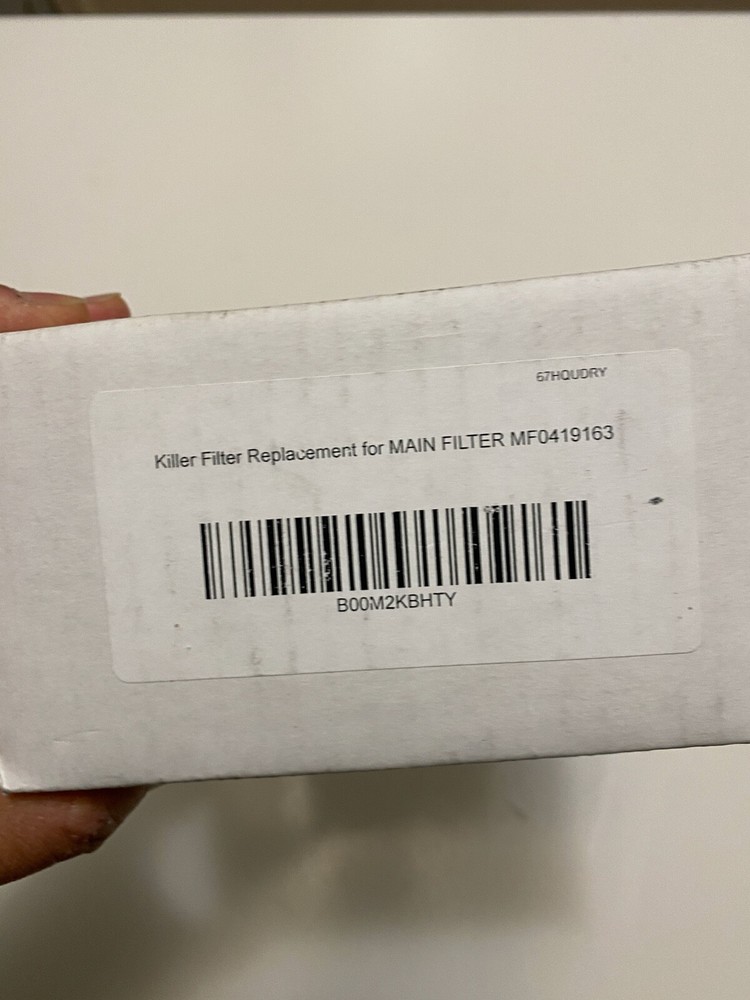 67HQUDRY
Killer Filter Replacement for MAIN FILTER MF0419163
B00M2KBHTY